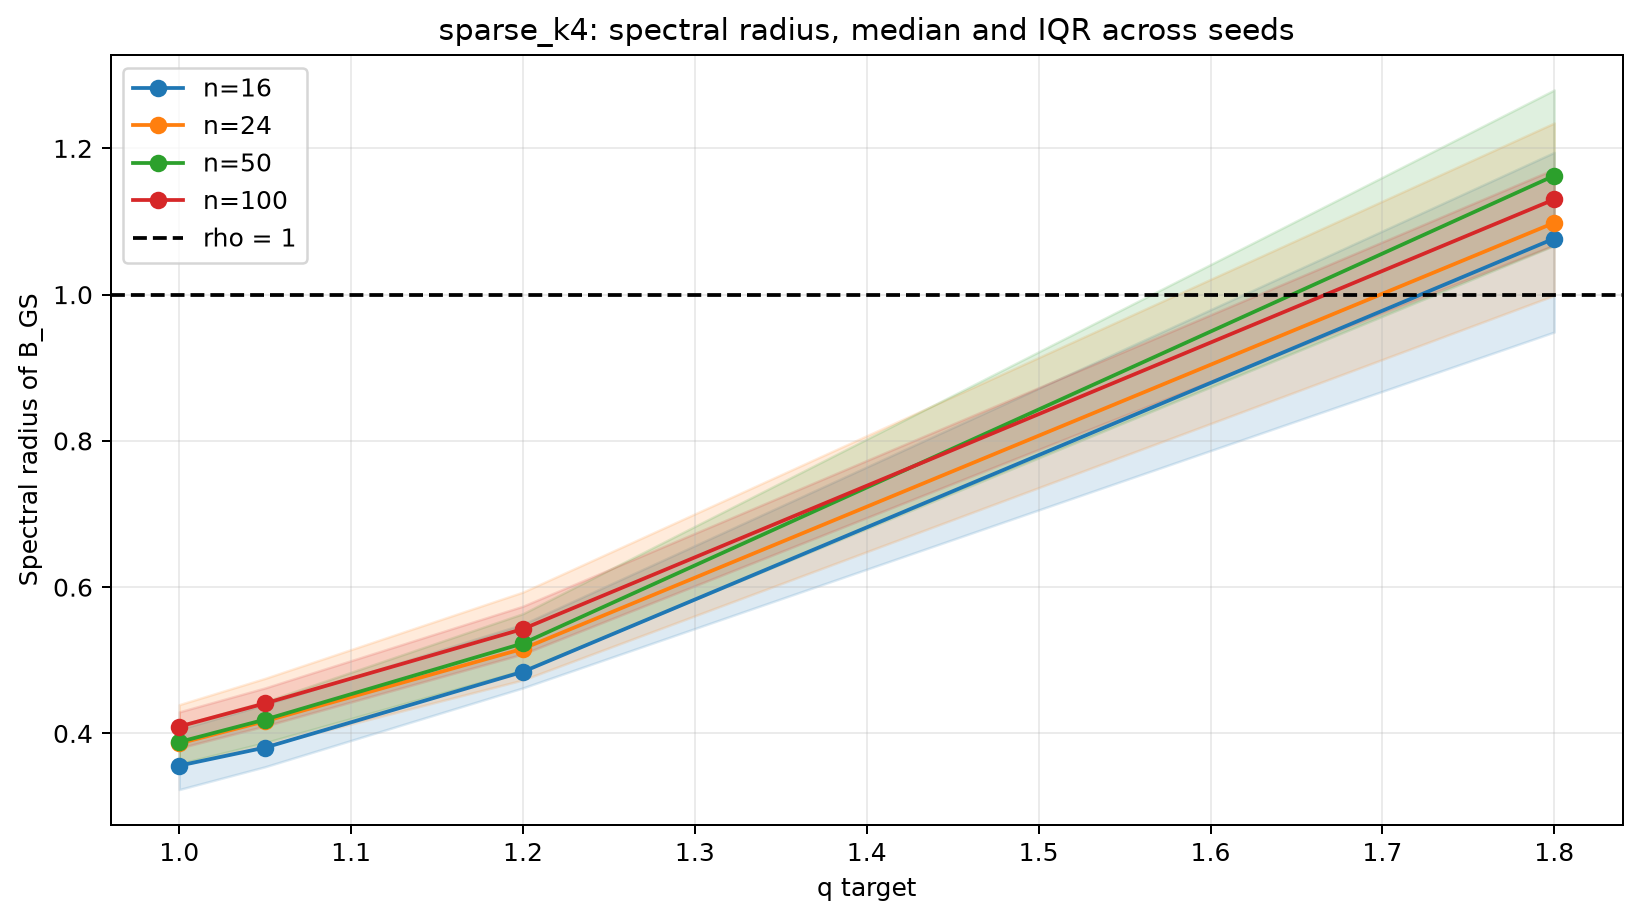 sparse_k4: spectral radius, median and IQR across seeds
n=16
n=24
n=50
n=100
rho = 1
Spectral radius of B_GS
1.2
1.0
0.8
0.6
0.4
1.0 1.1 1.2 1.3 1.4 1.5 1.6 1.7 1.8
q target